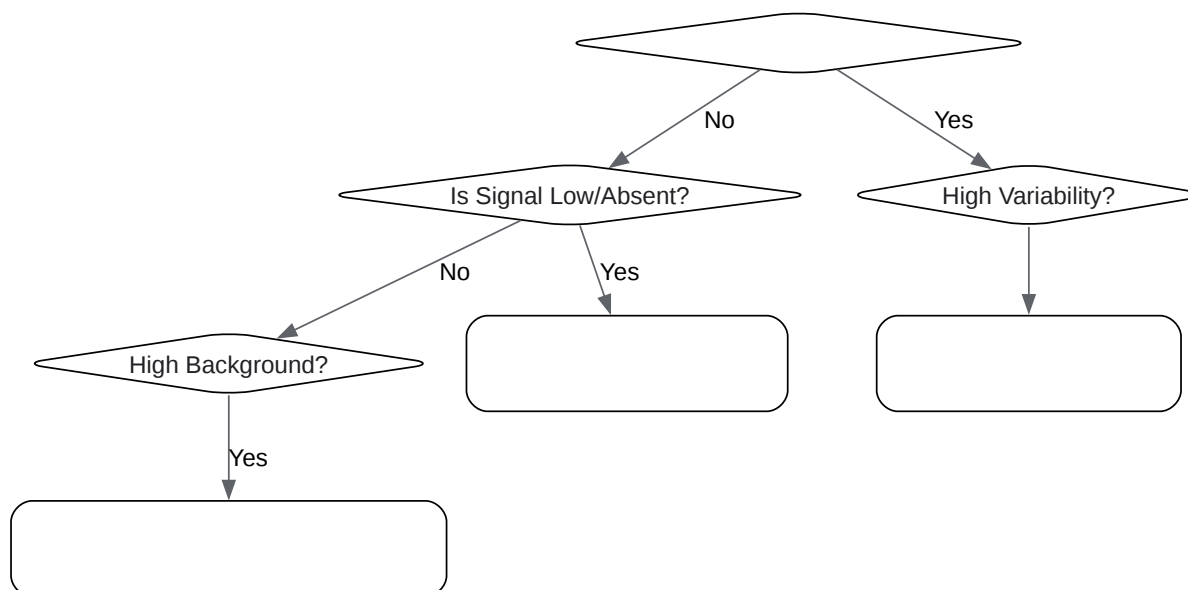 No
Yes
Is Signal Low/Absent?
High Variability?
No
Yes
High Background?
Yes